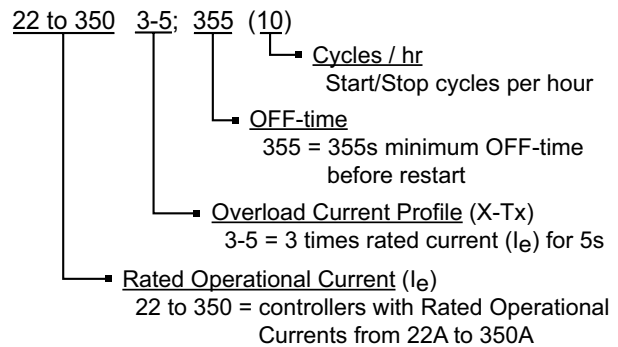 22 to 350 3-5; 355 (10)
Cycles / hr
Start/Stop cycles per hour
OFF-time
355 = 355s minimum OFF-time
before restart
Overload Current Profile (X-Tx)
3-5 = 3 times rated current (Ie) for 5s
Rated Operational Current (Ie)
22 to 350 = controllers with Rated Operational
Currents from 22A to 350A